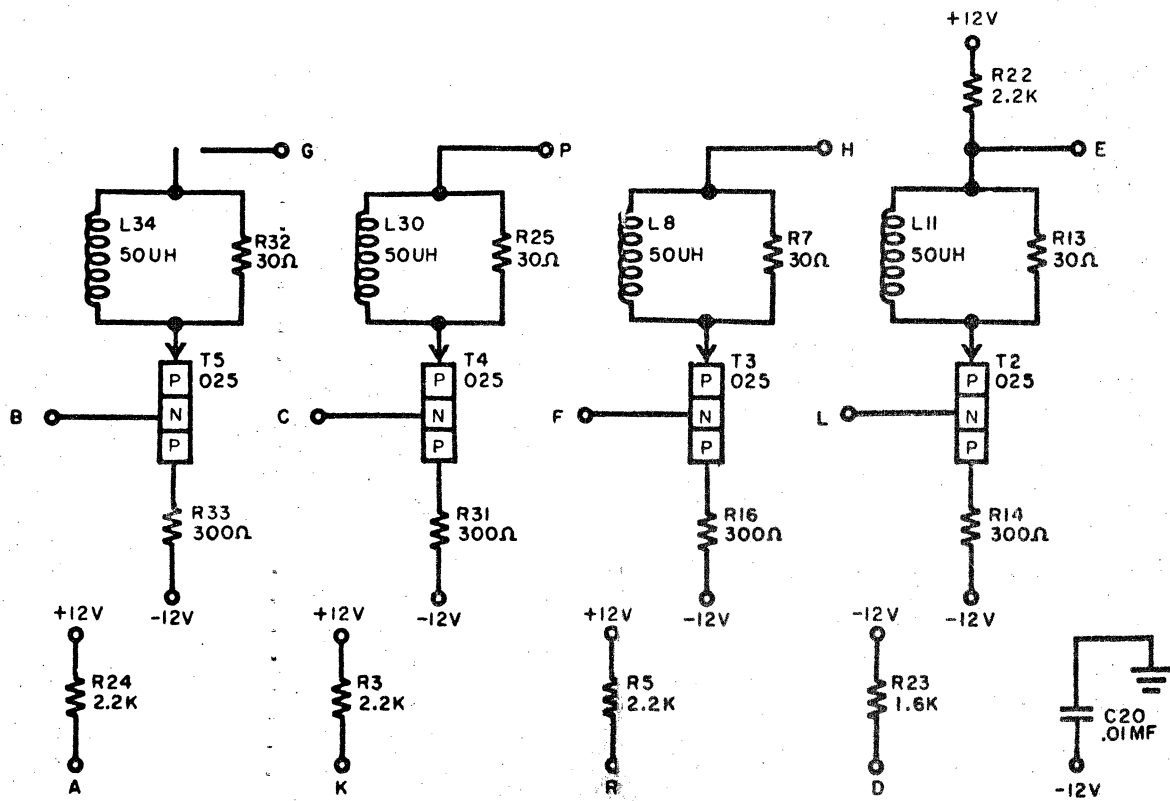 +12V
R22
2.2K
G
P
H
E
L34
50UH
R32
30Ω
L30
50UH
R25
30Ω
L8
50UH
R7
30Ω
L11
50UH
R13
30Ω
T5
025
P
N
P
B
T4
025
P
N
P
C
T3
025
P
N
P
F
T2
025
P
N
P
L
R33
300Ω
R31
300Ω
R16
300Ω
R14
300Ω
+12V
-12V
+12V
-12V
+12V
-12V
-12V
-12V
R24
2.2K
R3
2.2K
R5
2.2K
R23
1.6K
C20
.01MF
A
K
R
D
-12V